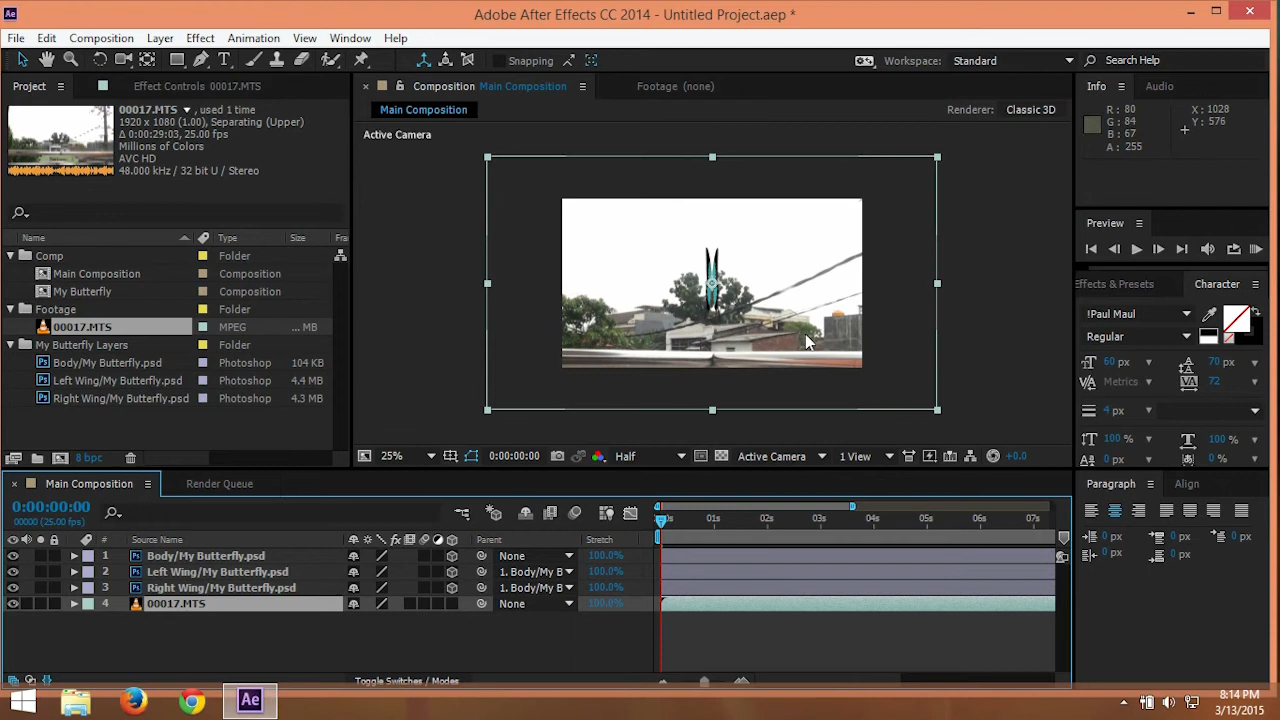 Adobe After Effects CC 2014 - Untitled Project.aep *
File Edit Composition Layer Effect Animation View Window Help
Snapping Workspace: Standard Search Help
Project Effect Controls: 00017.MTS
00017.MTS , used 1 time
1920 x 1080 (1.00), Separating (Upper)
Δ 0:00:29:03, 25.00 fps
Millions of Colors
AVC HD
48.000 kHz / 32 bit U / Stereo
Name Type Size Fra
Comp Folder
Main Composition Composition
My Butterfly Composition
Footage Folder
00017.MTS MPEG ... MB
My Butterfly Layers Folder
Body/My Butterfly.psd Photoshop 104 KB
Left Wing/My Butterfly.psd Photoshop 4.4 MB
Right Wing/My Butterfly.psd Photoshop 4.3 MB
8 bpc
Composition Main Composition Footage (none)
Main Composition Renderer: Classic 3D
Active Camera
25% 0:00:00:00 Half Active Camera 1 View +0.0
Info Audio
R: 80 X: 1028
G: 84 Y: 576
B: 67
A: 255
Preview
Effects & Presets Character
!Paul Maul
Regular
60 px 70 px
Metrics 72
4 px
100 % 100 %
0 px 0 %
Paragraph Align
0 px 0 px 0 px
0 px 0 px
Main Composition Render Queue
0:00:00:00
00000 (25.00 fps)
# Source Name Parent Stretch
1 Body/My Butterfly.psd None 100.0%
2 Left Wing/My Butterfly.psd 1. Body/My B 100.0%
3 Right Wing/My Butterfly.psd 1. Body/My B 100.0%
4 00017.MTS None 100.0%
01s 02s 03s 04s 05s 06s 07s
Toggle Switches / Modes
Ae
8:14 PM
3/13/2015